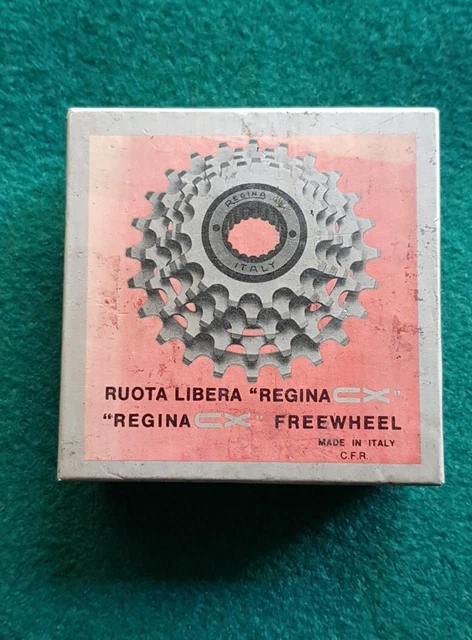 REGINA
ITALY
RUOTA LIBERA "REGINA CX"
"REGINA CX" FREEWHEEL
MADE IN ITALY
C.F.R.